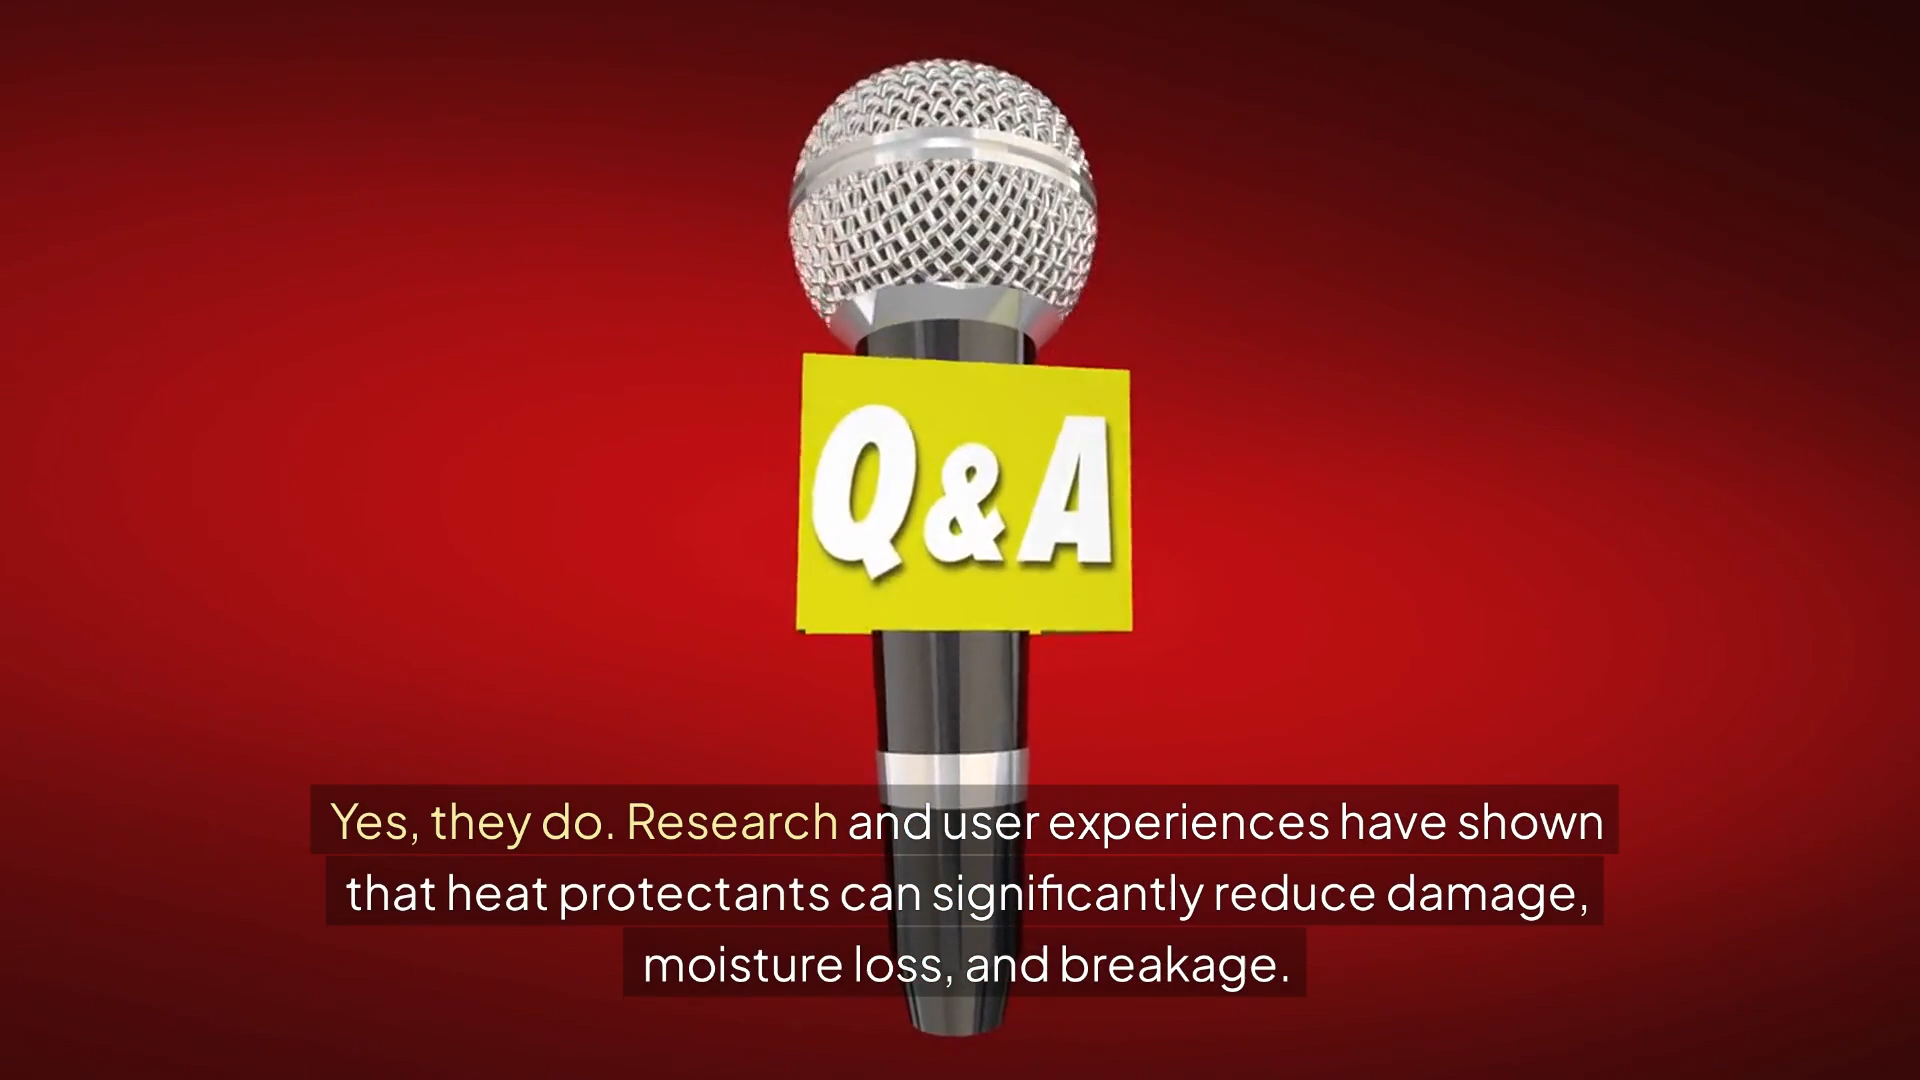 Q&A
Yes, they do. Research and user experiences have shown
that heat protectants can significantly reduce damage,
moisture loss, and breakage.